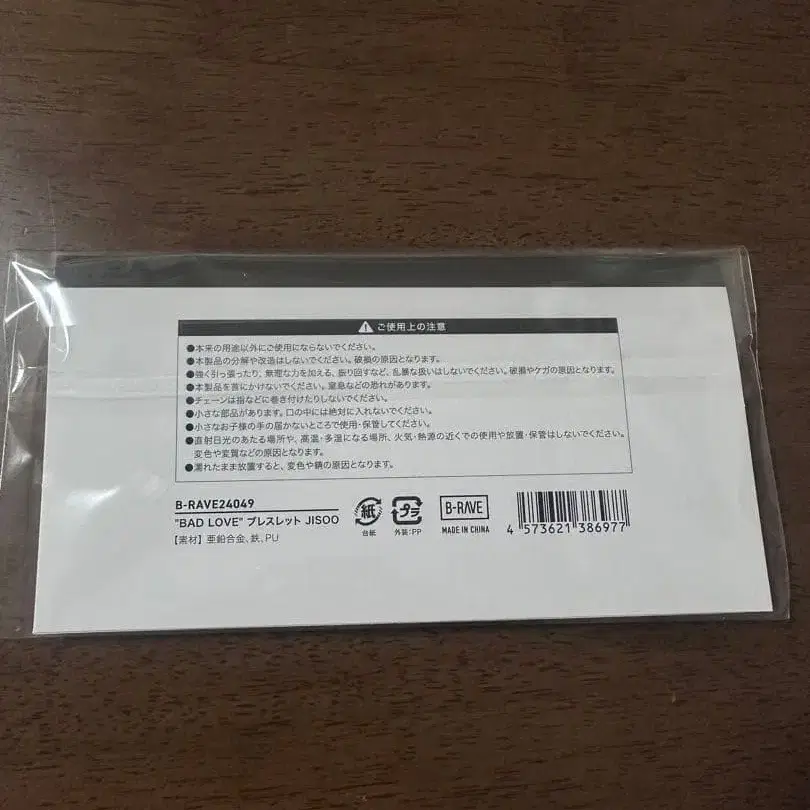 ⚠ ご使用上の注意
●本来の用途以外にご使用にならないでください。
●本製品の分解や改造はしないでください。破損の原因となります。
●強く引っ張ったり、無理な力を加える、振り回すなど、乱暴な扱いはしないでください。破損やケガの原因となります。
●本製品を首にかけないでください。窒息などの恐れがあります。
●チェーンは指などに巻き付けたりしないでください。
●小さな部品があります。口の中には絶対に入れないでください。
●小さなお子様の手の届かないところで使用・保管してください。
●直射日光のあたる場所や、高温・多湿になる場所、火気・熱源の近くでの使用や放置・保管はしないでください。
変色や変質などの原因となります。
●濡れたまま放置すると、変色や錆の原因となります。
B-RAVE24049
"BAD LOVE" ブレスレット JISOO
【素材】亜鉛合金、鉄、PU
紙
台紙
プラ
外装:PP
B-RAVE
MADE IN CHINA
4 573621 386977